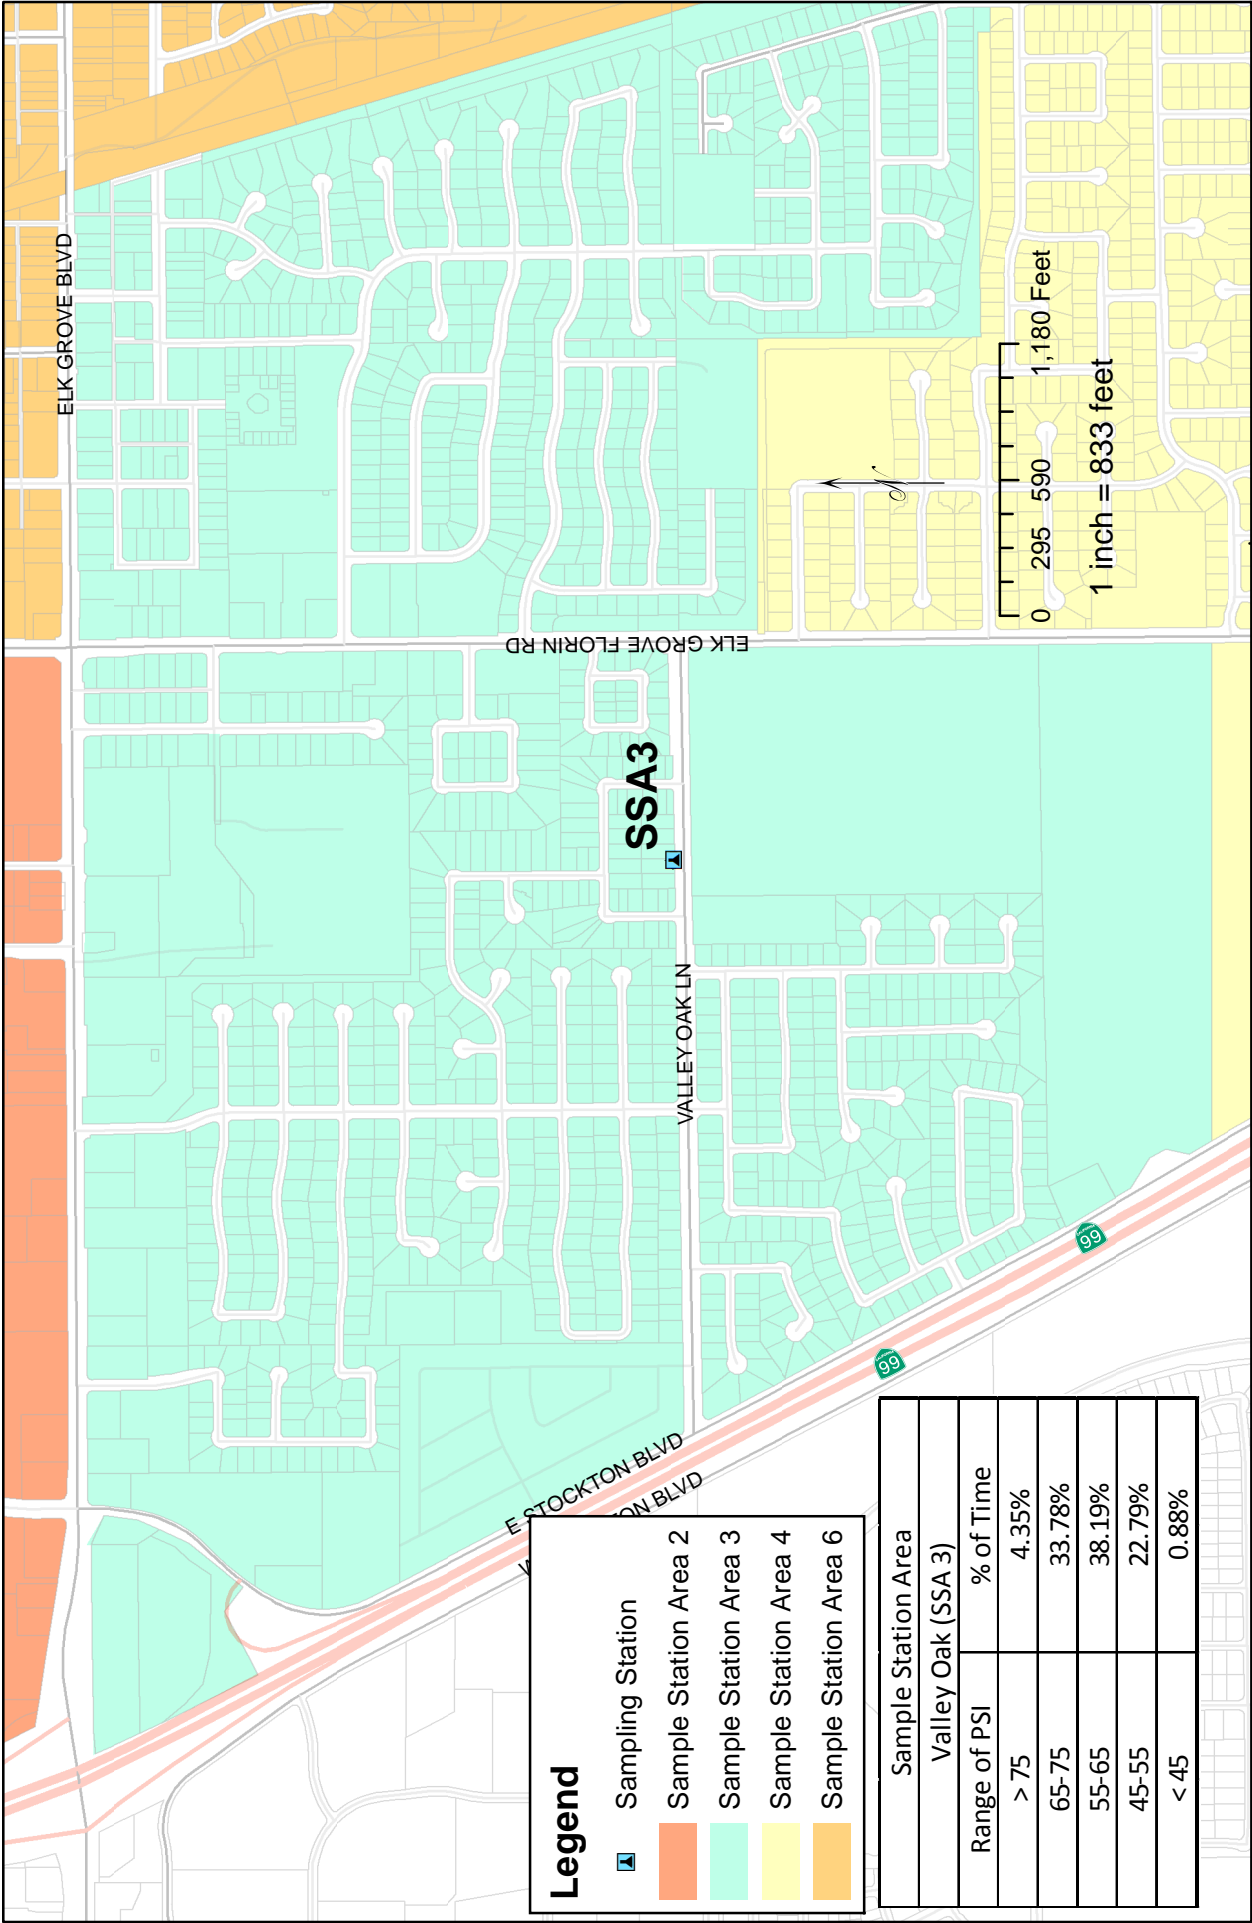 ELK GROVE BLVD
ELK GROVE FLORIN RD
SSA3
VALLEY OAK LN
E STOCKTON BLVD
W
TON BLVD
99
99
N
0 295 590 1,180 Feet
1 inch = 833 feet
Legend
Sampling Station
Sample Station Area 2
Sample Station Area 3
Sample Station Area 4
Sample Station Area 6
Sample Station Area
Valley Oak (SSA 3)
Range of PSI % of Time
> 75 4.35%
65-75 33.78%
55-65 38.19%
45-55 22.79%
< 45 0.88%